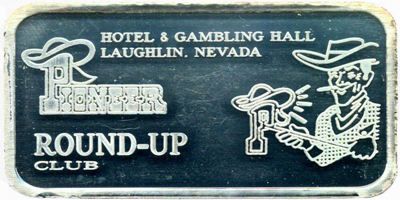 HOTEL & GAMBLING HALL
LAUGHLIN, NEVADA
PIONEER
ROUND-UP
CLUB
P